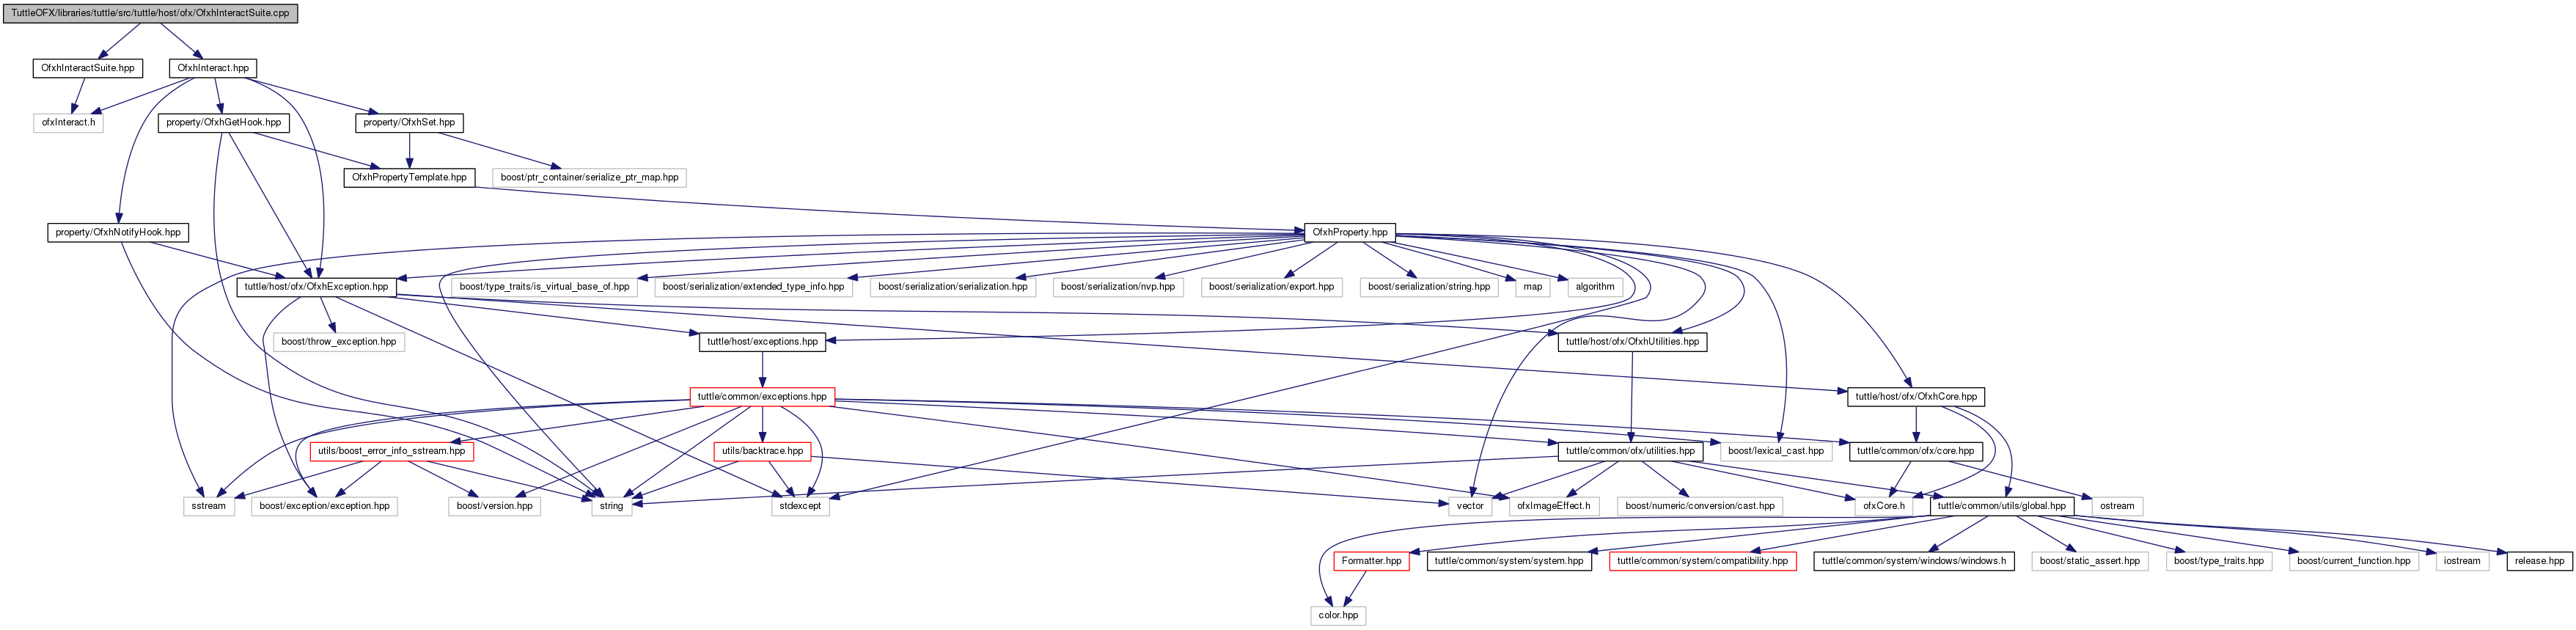 TuttleOFX/libraries/tuttle/src/tuttle/host/ofx/OfxhInteractSuite.cpp
OfxhInteractSuite.hpp
OfxhInteract.hpp
ofxInteract.h
property/OfxhGetHook.hpp
property/OfxhSet.hpp
OfxhPropertyTemplate.hpp
boost/ptr_container/serialize_ptr_map.hpp
property/OfxhNotifyHook.hpp
OfxhProperty.hpp
tuttle/host/ofx/OfxhException.hpp
boost/type_traits/is_virtual_base_of.hpp
boost/serialization/extended_type_info.hpp
boost/serialization/serialization.hpp
boost/serialization/nvp.hpp
boost/serialization/export.hpp
boost/serialization/string.hpp
map
algorithm
boost/throw_exception.hpp
tuttle/host/exceptions.hpp
tuttle/host/ofx/OfxhUtilities.hpp
tuttle/common/exceptions.hpp
tuttle/host/ofx/OfxhCore.hpp
utils/boost_error_info_sstream.hpp
utils/backtrace.hpp
tuttle/common/ofx/utilities.hpp
boost/lexical_cast.hpp
tuttle/common/ofx/core.hpp
sstream
boost/exception/exception.hpp
boost/version.hpp
string
stdexcept
vector
ofxImageEffect.h
boost/numeric/conversion/cast.hpp
ofxCore.h
tuttle/common/utils/global.hpp
ostream
Formatter.hpp
tuttle/common/system/system.hpp
tuttle/common/system/compatibility.hpp
tuttle/common/system/windows/windows.h
boost/static_assert.hpp
boost/type_traits.hpp
boost/current_function.hpp
iostream
release.hpp
color.hpp